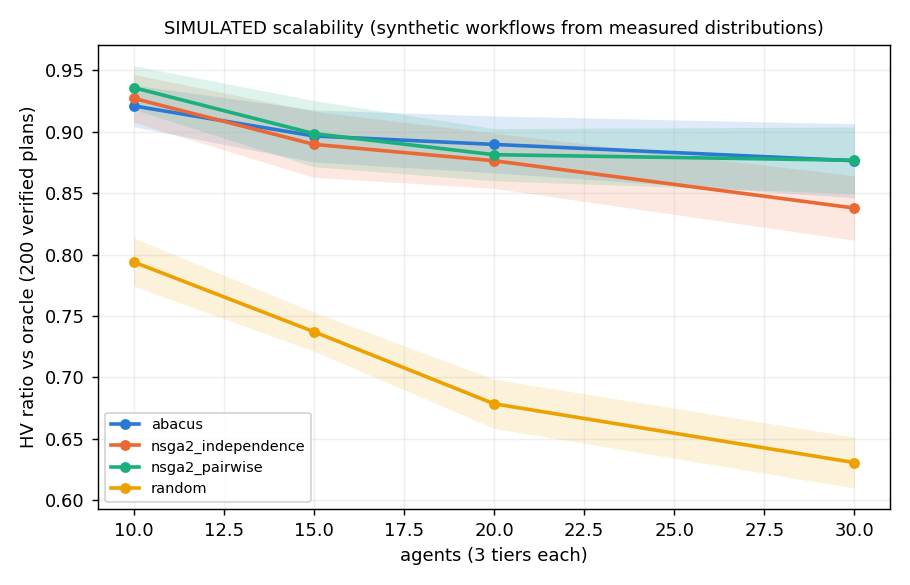 SIMULATED scalability (synthetic workflows from measured distributions)
HV ratio vs oracle (200 verified plans)
0.95
0.90
0.85
0.80
0.75
0.70
0.65
0.60
abacus
nsga2_independence
nsga2_pairwise
random
10.0 12.5 15.0 17.5 20.0 22.5 25.0 27.5 30.0
agents (3 tiers each)